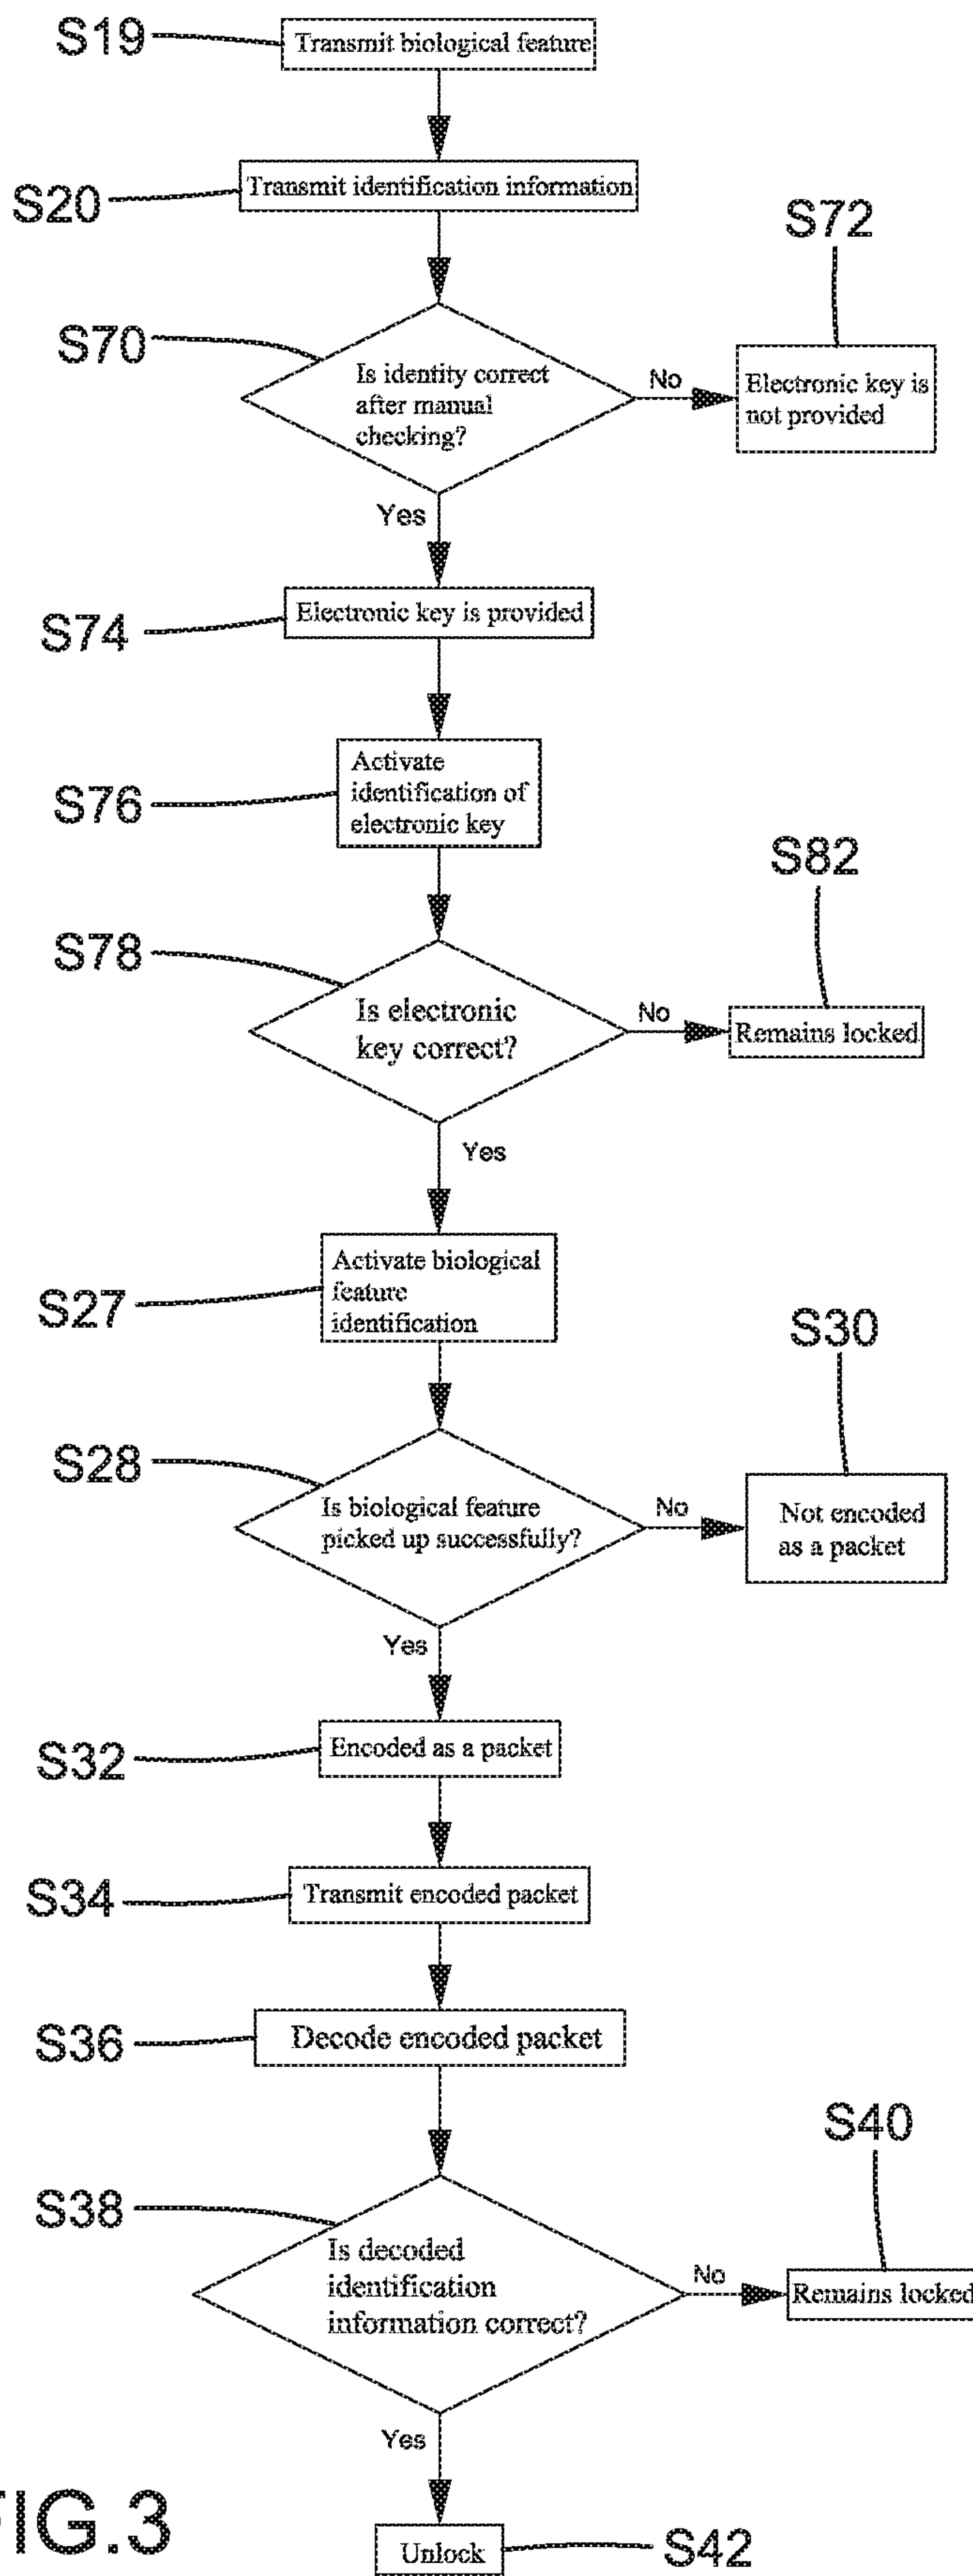 S19
Transmit biological feature
S20
Transmit identification information
S72
S70
Is identity correct
after manual
checking?
No
Electronic key is
not provided
Yes
S74
Electronic key is provided
S76
Activate
identification of
electronic key
S82
S78
Is electronic
key correct?
No
Remains locked
Yes
S27
Activate biological
feature
identification
S30
S28
Is biological feature
picked up successfully?
No
Not encoded
as a packet
Yes
S32
Encoded as a packet
S34
Transmit encoded packet
S36
Decode encoded packet
S40
S38
Is decoded
identification
information correct?
No
Remains locked
Yes
FIG.3
Unlock
S42